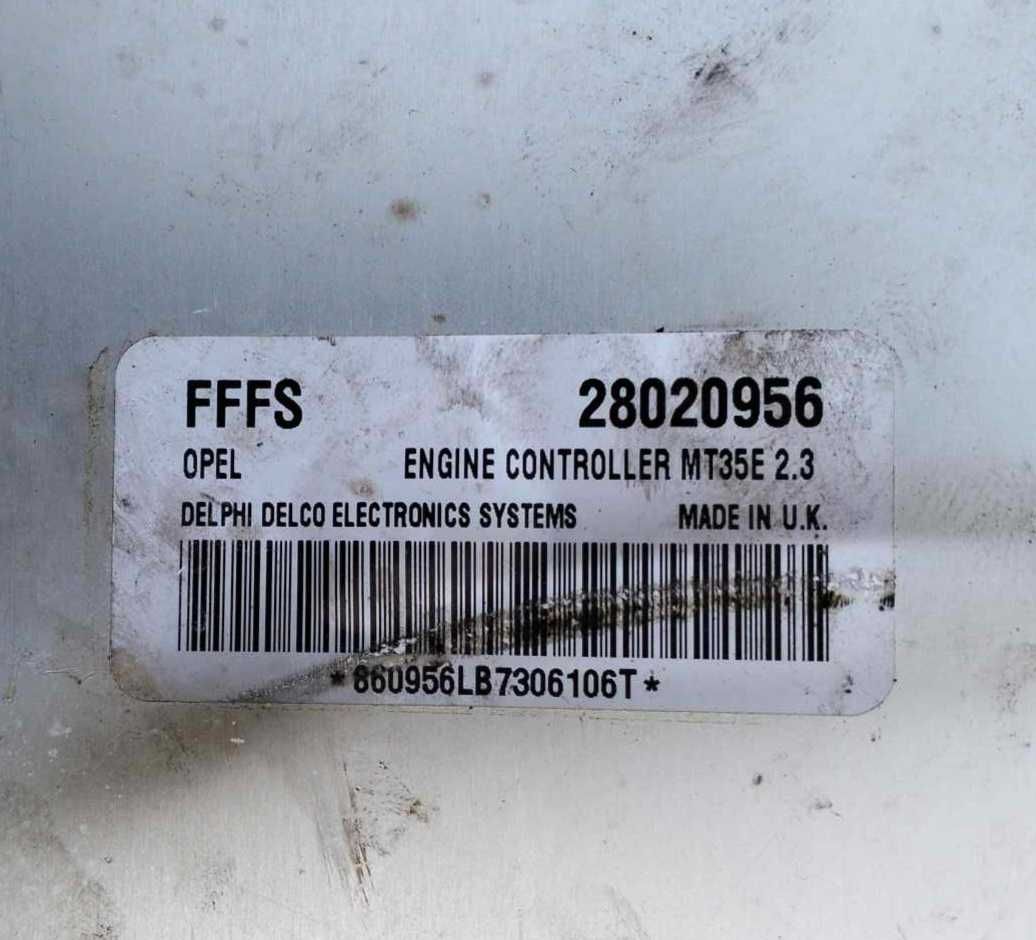 FFFS 28020956
OPEL ENGINE CONTROLLER MT35E 2.3
DELPHI DELCO ELECTRONICS SYSTEMS MADE IN U.K.
*860956LB7306106T*